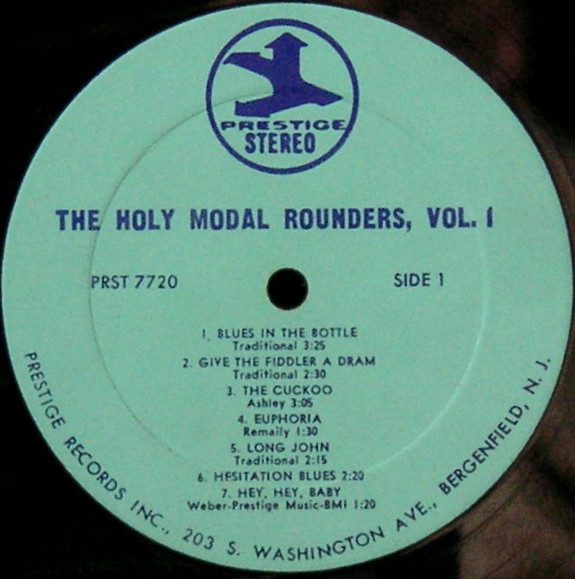 PRESTIGE
STEREO
THE HOLY MODAL ROUNDERS, VOL. 1
PRST 7720
SIDE 1
1. BLUES IN THE BOTTLE
Traditional 3:25
2. GIVE THE FIDDLER A DRAM
Traditional 2:30
3. THE CUCKOO
Ashley 3:05
4. EUPHORIA
Remaily 1:30
5. LONG JOHN
Traditional 2:15
6. HESITATION BLUES 2:20
7. HEY, HEY, BABY
Weber-Prestige Music-BMI 1:20
PRESTIGE RECORDS INC., 203 S. WASHINGTON AVE., BERGENFIELD, N. J.